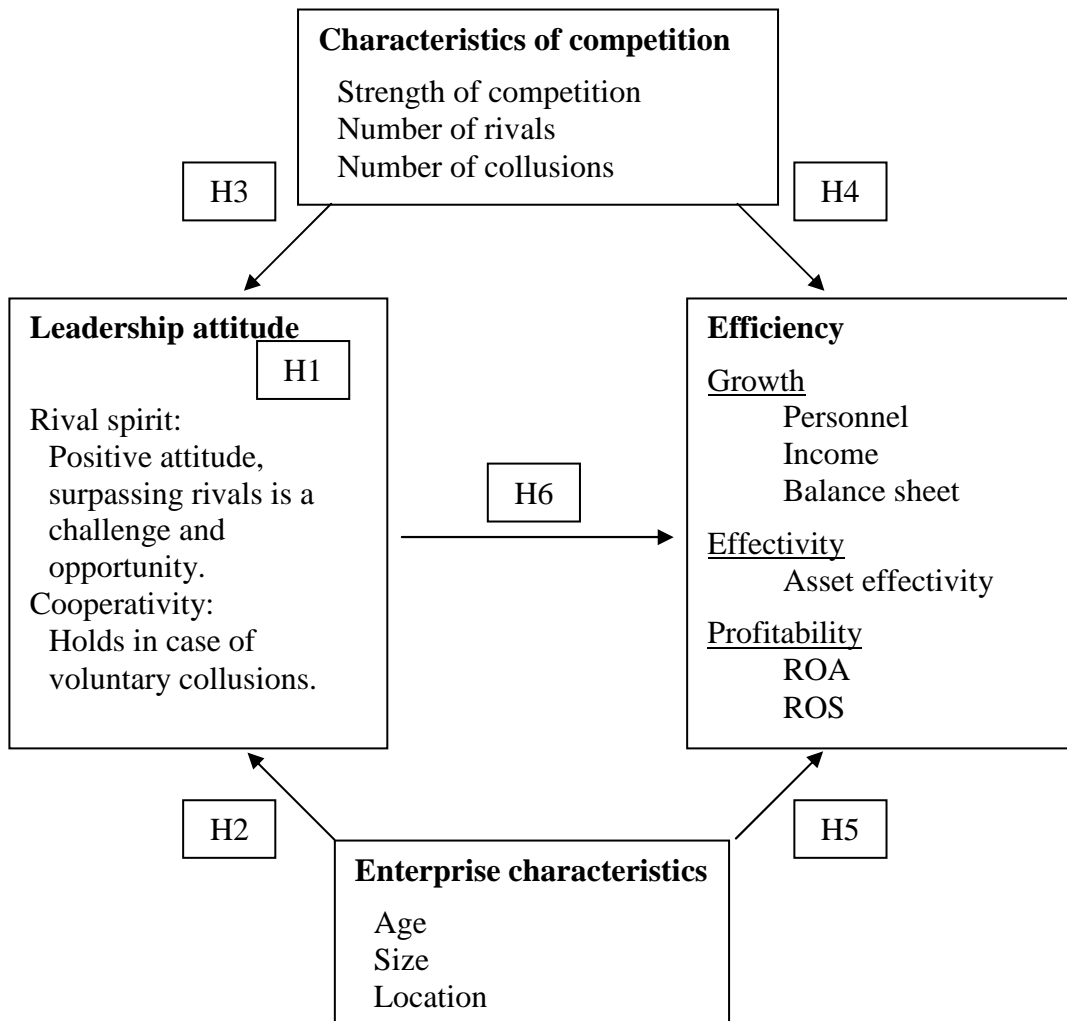 Characteristics of competition
Strength of competition
Number of rivals
Number of collusions
H3
H4
Leadership attitude
H1
Rival spirit:
Positive attitude,
surpassing rivals is a
challenge and
opportunity.
Cooperativity:
Holds in case of
voluntary collusions.
H6
Efficiency
Growth
Personnel
Income
Balance sheet
Effectivity
Asset effectivity
Profitability
ROA
ROS
H2
H5
Enterprise characteristics
Age
Size
Location